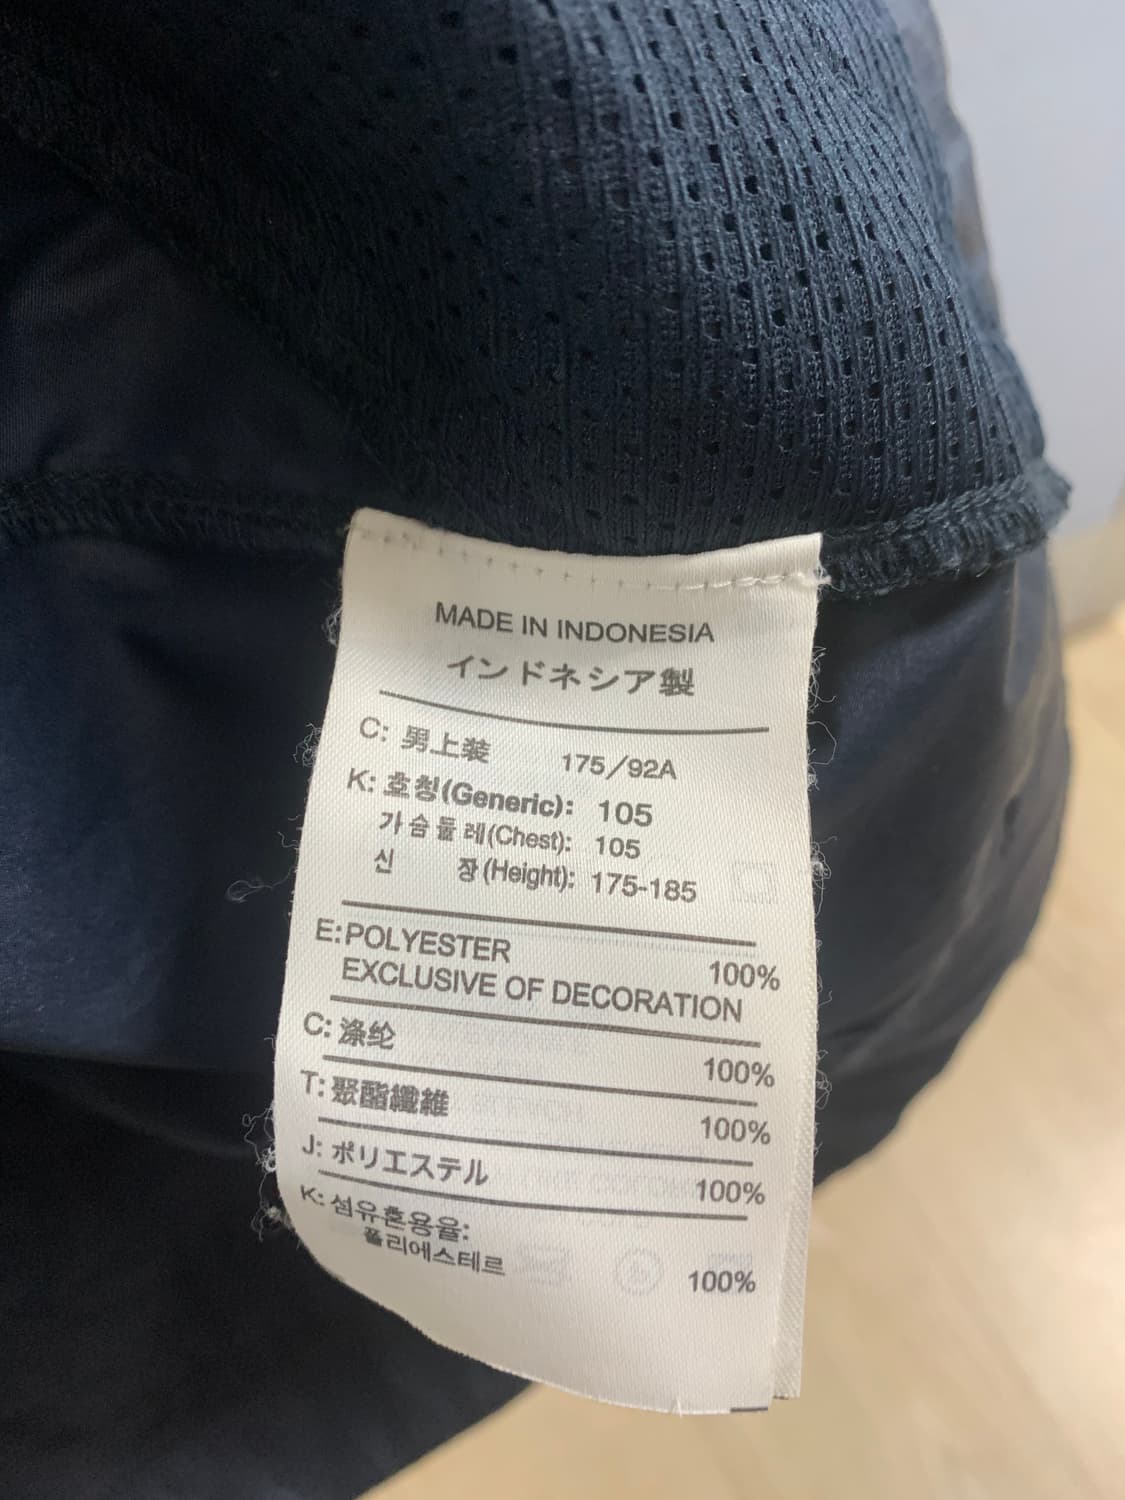 MADE IN INDONESIA
インドネシア製
C: 男上装 175/92A
K: 호칭(Generic): 105
가슴둘레(Chest): 105
신 장(Height): 175-185
E:POLYESTER 100%
EXCLUSIVE OF DECORATION
C: 涤纶 100%
T: 聚酯纖維 100%
J: ポリエステル 100%
K: 섬유혼용율:
폴리에스테르 100%